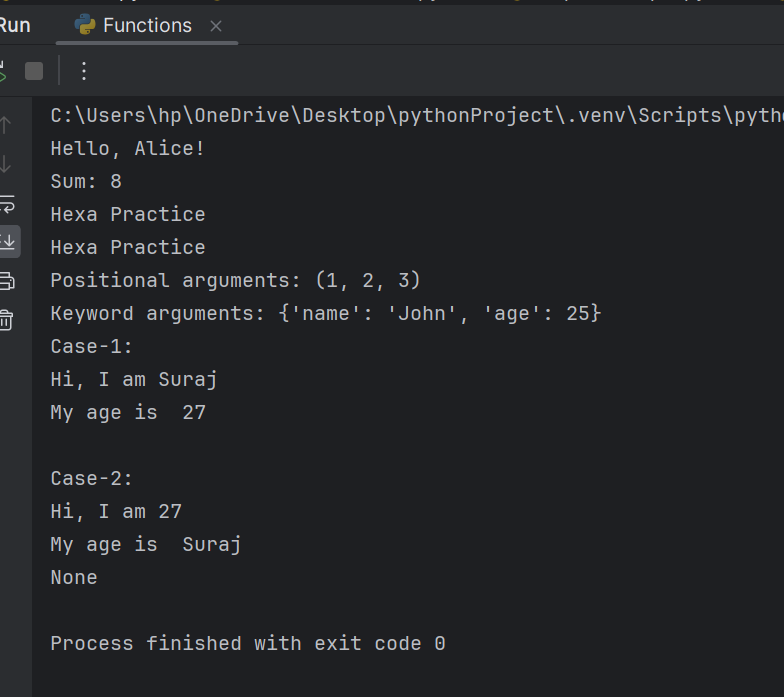 Run Functions
C:\Users\hp\OneDrive\Desktop\pythonProject\.venv\Scripts\pytho
Hello, Alice!
Sum: 8
Hexa Practice
Hexa Practice
Positional arguments: (1, 2, 3)
Keyword arguments: {'name': 'John', 'age': 25}
Case-1:
Hi, I am Suraj
My age is  27
Case-2:
Hi, I am 27
My age is  Suraj
None
Process finished with exit code 0